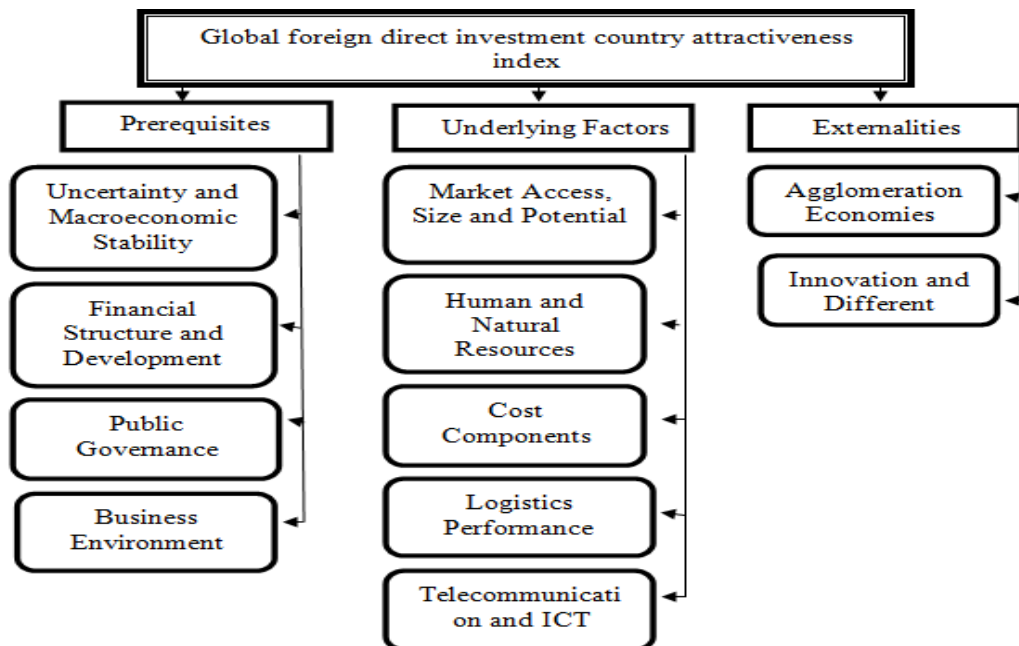 Global foreign direct investment country attractiveness
index
Prerequisites
Underlying Factors
Externalities
Uncertainty and
Macroeconomic
Stability
Financial
Structure and
Development
Public
Governance
Business
Environment
Market Access,
Size and Potential
Human and
Natural
Resources
Cost
Components
Logistics
Performance
Telecommunicati
on and ICT
Agglomeration
Economies
Innovation and
Different